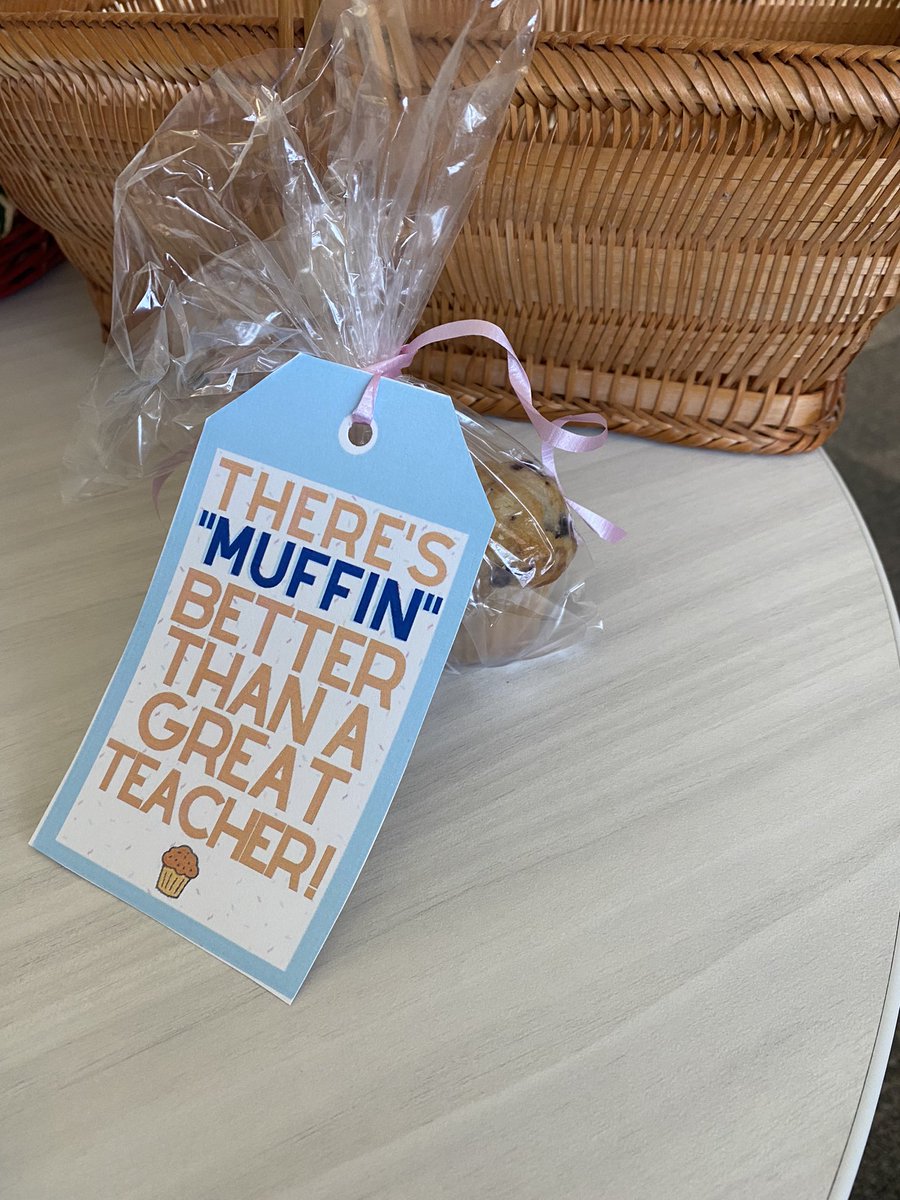 THERE'S
"MUFFIN"
BETTER
THAN A
GREAT
TEACHER!